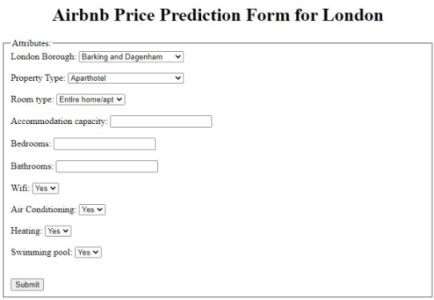 Airbnb Price Prediction Form for London
Attributes:
London Borough: Barking and Dagenham
Property Type: Aparthotel
Room type: Entire home/apt
Accommodation capacity:
Bedrooms:
Bathrooms:
Wifi: Yes
Air Conditioning: Yes
Heating: Yes
Swimming pool: Yes
Submit